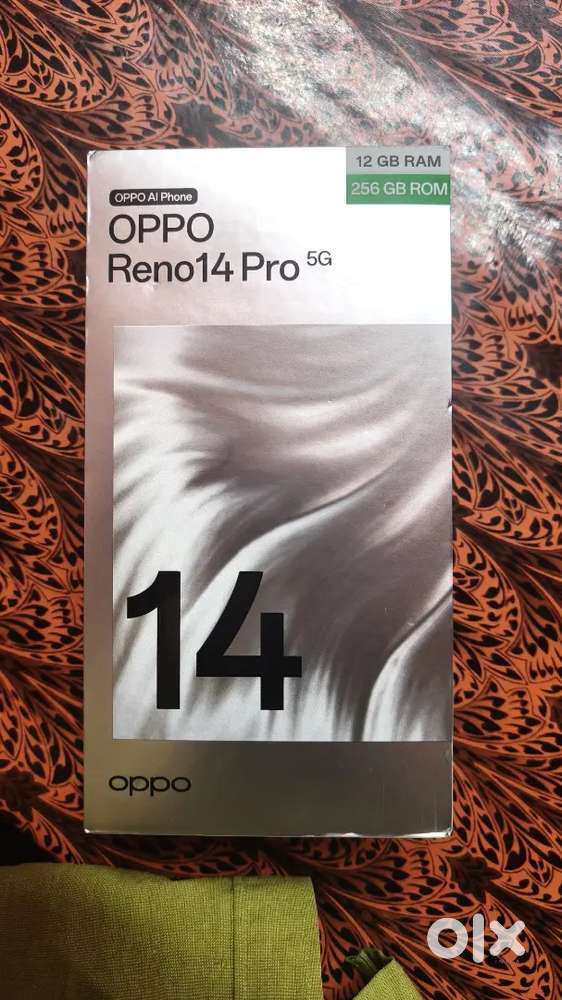 12 GB RAM
256 GB ROM
OPPO AI Phone
OPPO
Reno14 Pro 5G
14
oppo
olx